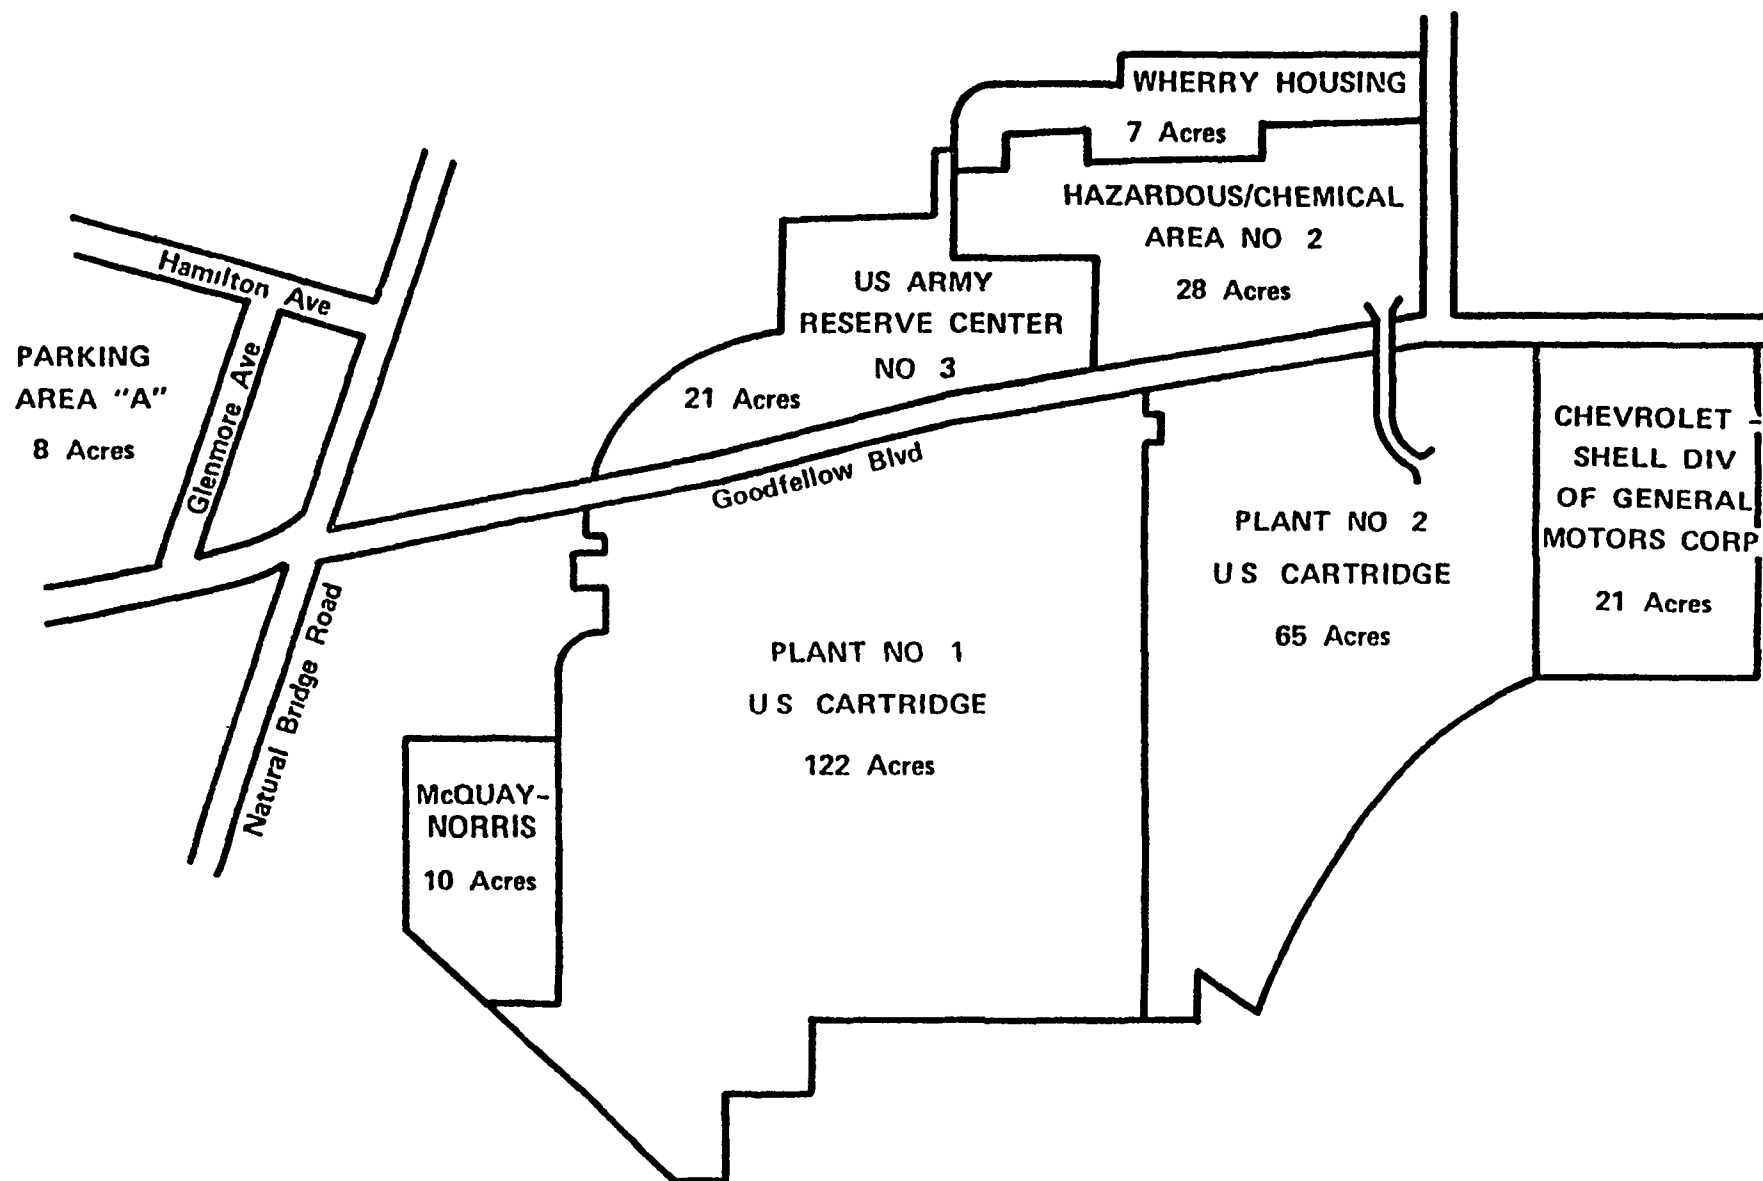 WHERRY HOUSING
7 Acres
HAZARDOUS/CHEMICAL
AREA NO 2
28 Acres
US ARMY
RESERVE CENTER
NO 3
21 Acres
Hamilton Ave
PARKING
AREA "A"
8 Acres
Glenmore Ave
Goodfellow Blvd
Natural Bridge Road
CHEVROLET -
SHELL DIV
OF GENERAL
MOTORS CORP
21 Acres
PLANT NO 2
U S CARTRIDGE
65 Acres
PLANT NO 1
U S CARTRIDGE
122 Acres
McQUAY-
NORRIS
10 Acres